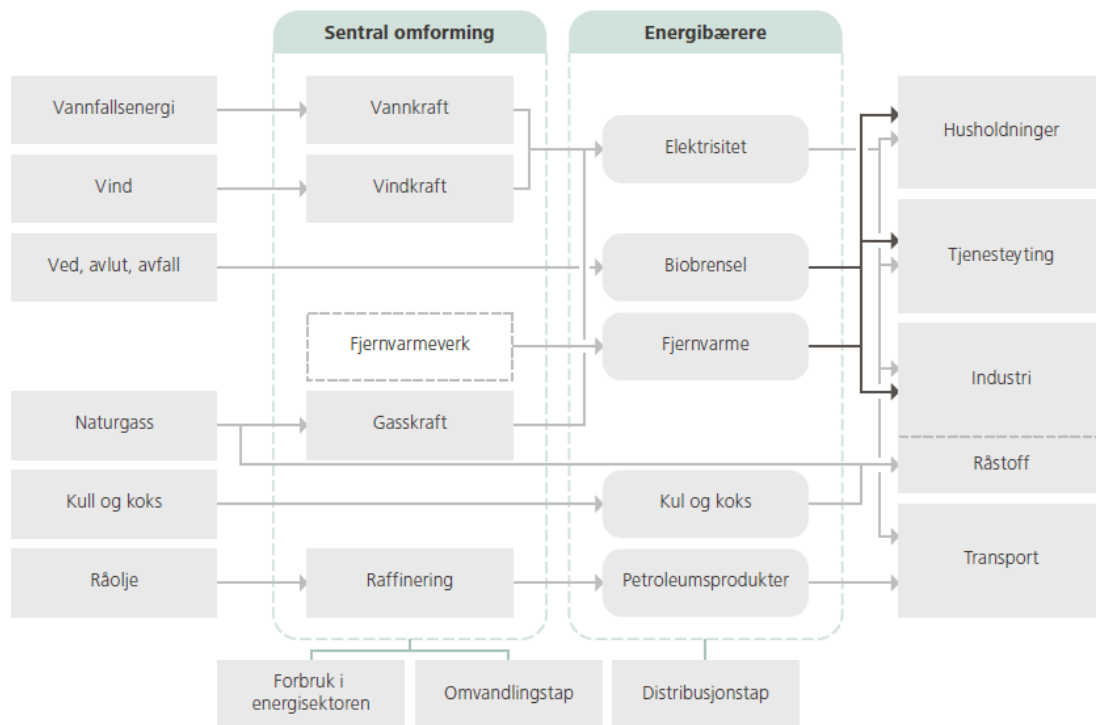 Sentral omforming
Energibærere
Vannfallsenergi
Vannkraft
Elektrisitet
Husholdninger
Vind
Vindkraft
Ved, avlut, avfall
Biobrensel
Tjenesteyting
Fjernvarmeverk
Fjernvarme
Industri
Naturgass
Gasskraft
Råstoff
Kull og koks
Kul og koks
Transport
Råolje
Raffinering
Petroleumsprodukter
Forbruk i
energisektoren
Omvandlingstap
Distribusjonstap